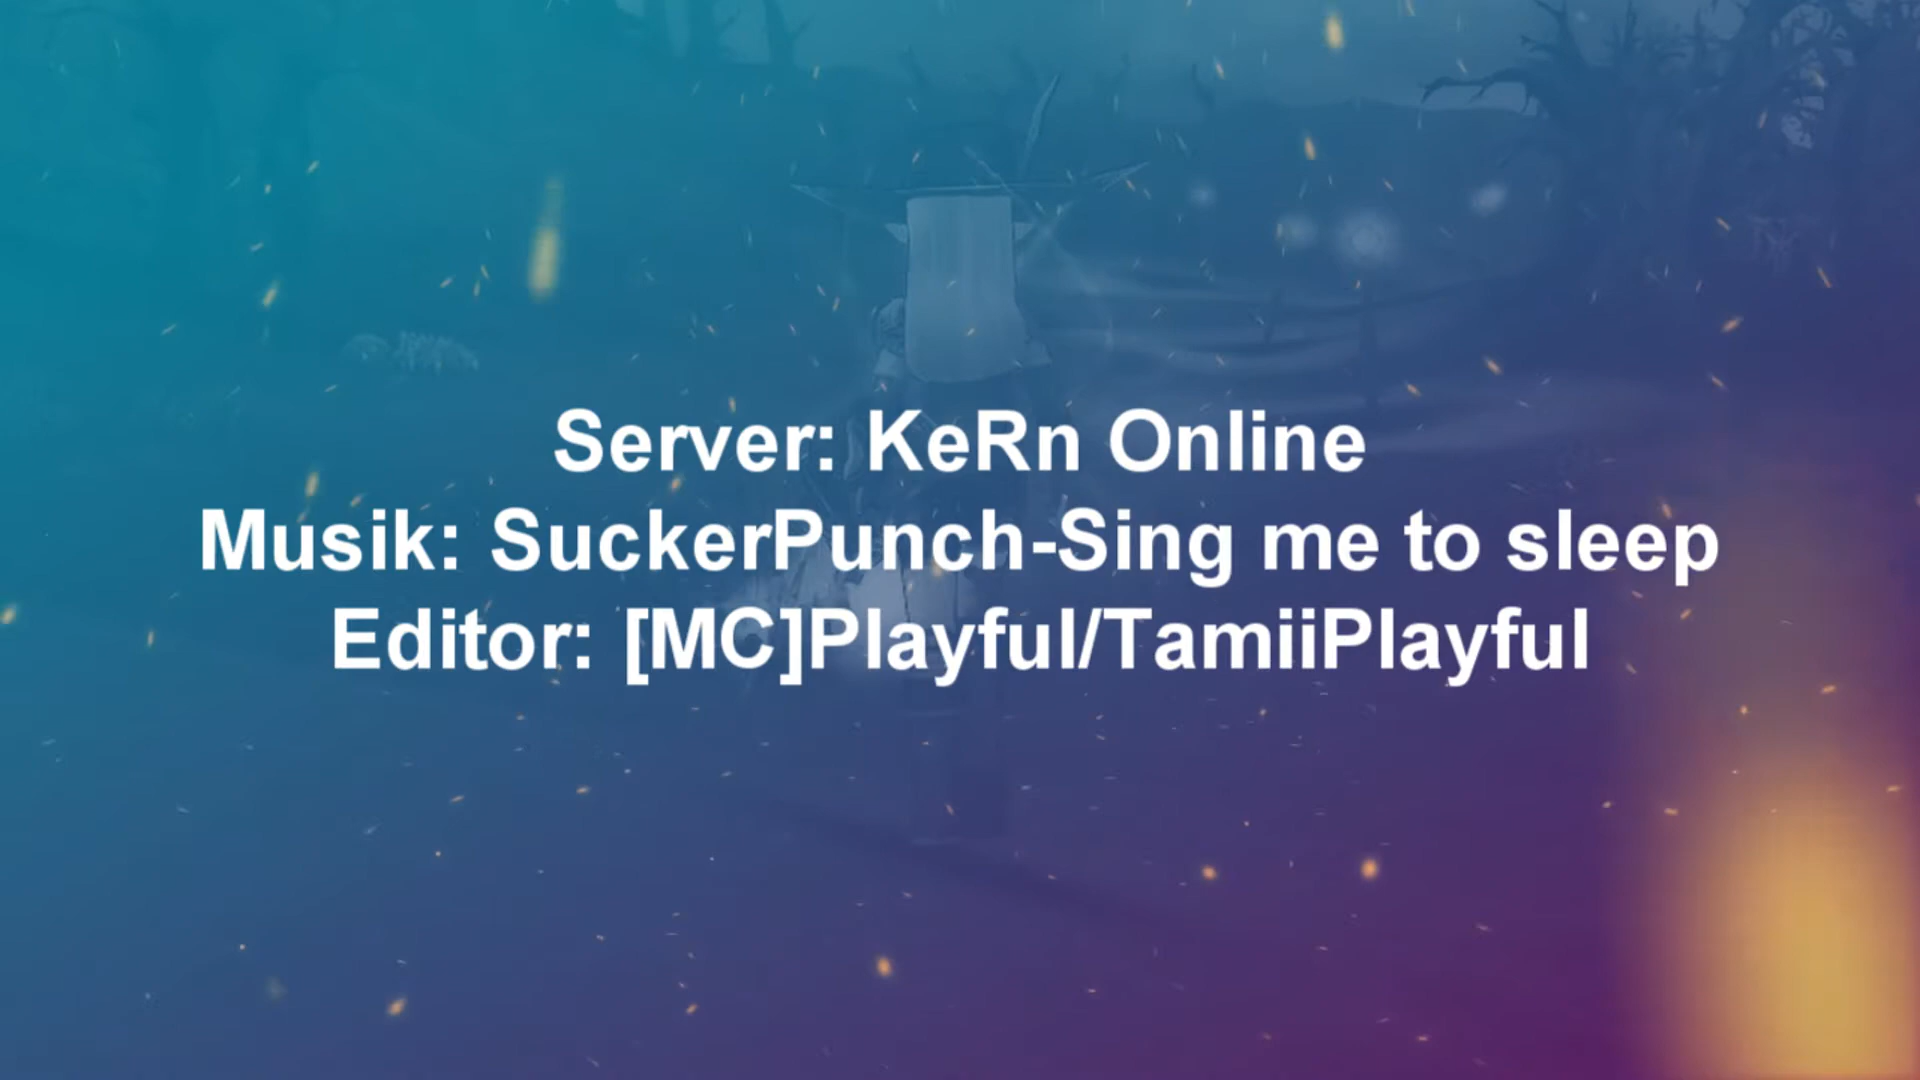 Server: KeRn Online
Musik: SuckerPunch-Sing me to sleep
Editor: [MC]Playful/TamiiPlayful